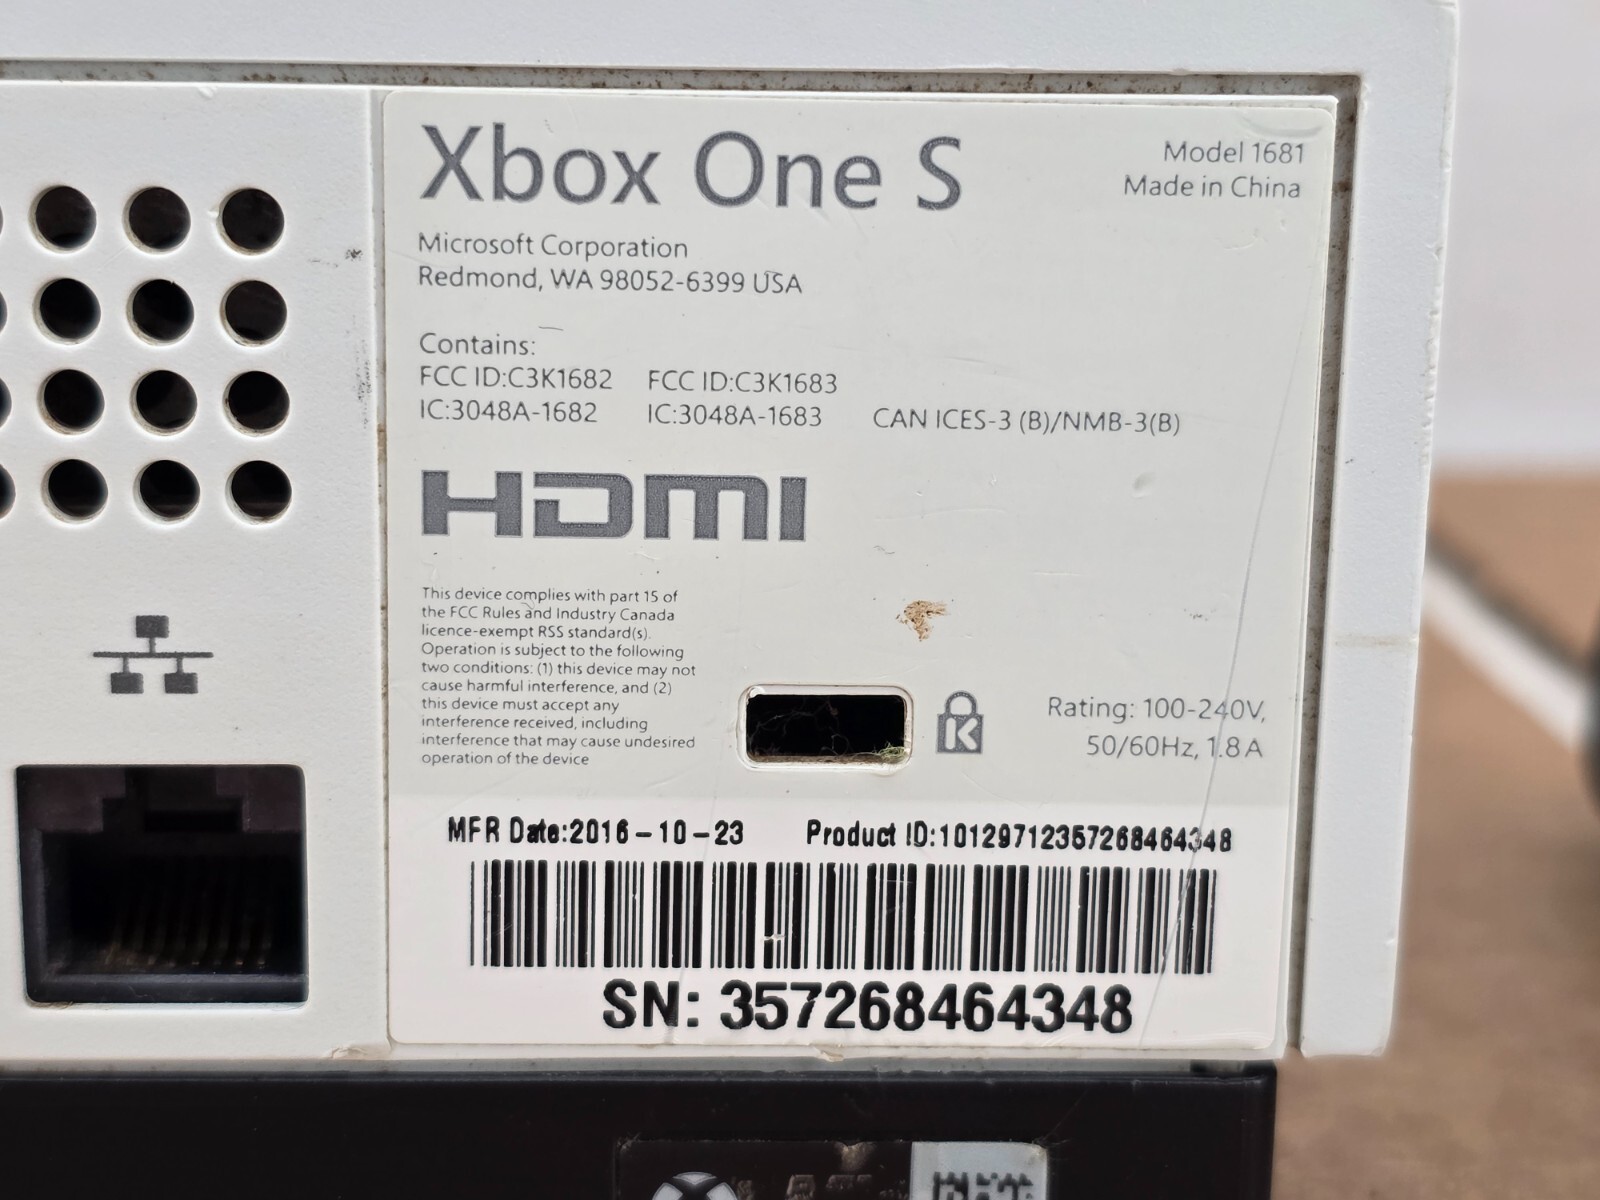 Xbox One S
Model 1681
Made in China
Microsoft Corporation
Redmond, WA 98052-6399 USA
Contains:
FCC ID:C3K1682 FCC ID:C3K1683
IC:3048A-1682 IC:3048A-1683 CAN ICES-3 (B)/NMB-3(B)
HDMI
This device complies with part 15 of
the FCC Rules and Industry Canada
licence-exempt RSS standard(s).
Operation is subject to the following
two conditions: (1) this device may not
cause harmful interference, and (2)
this device must accept any
interference received, including
interference that may cause undesired
operation of the device
K
Rating: 100-240V,
50/60Hz, 1.8 A
MFR Date:2016-10-23 Product ID:10129712357268464348
SN: 357268464348